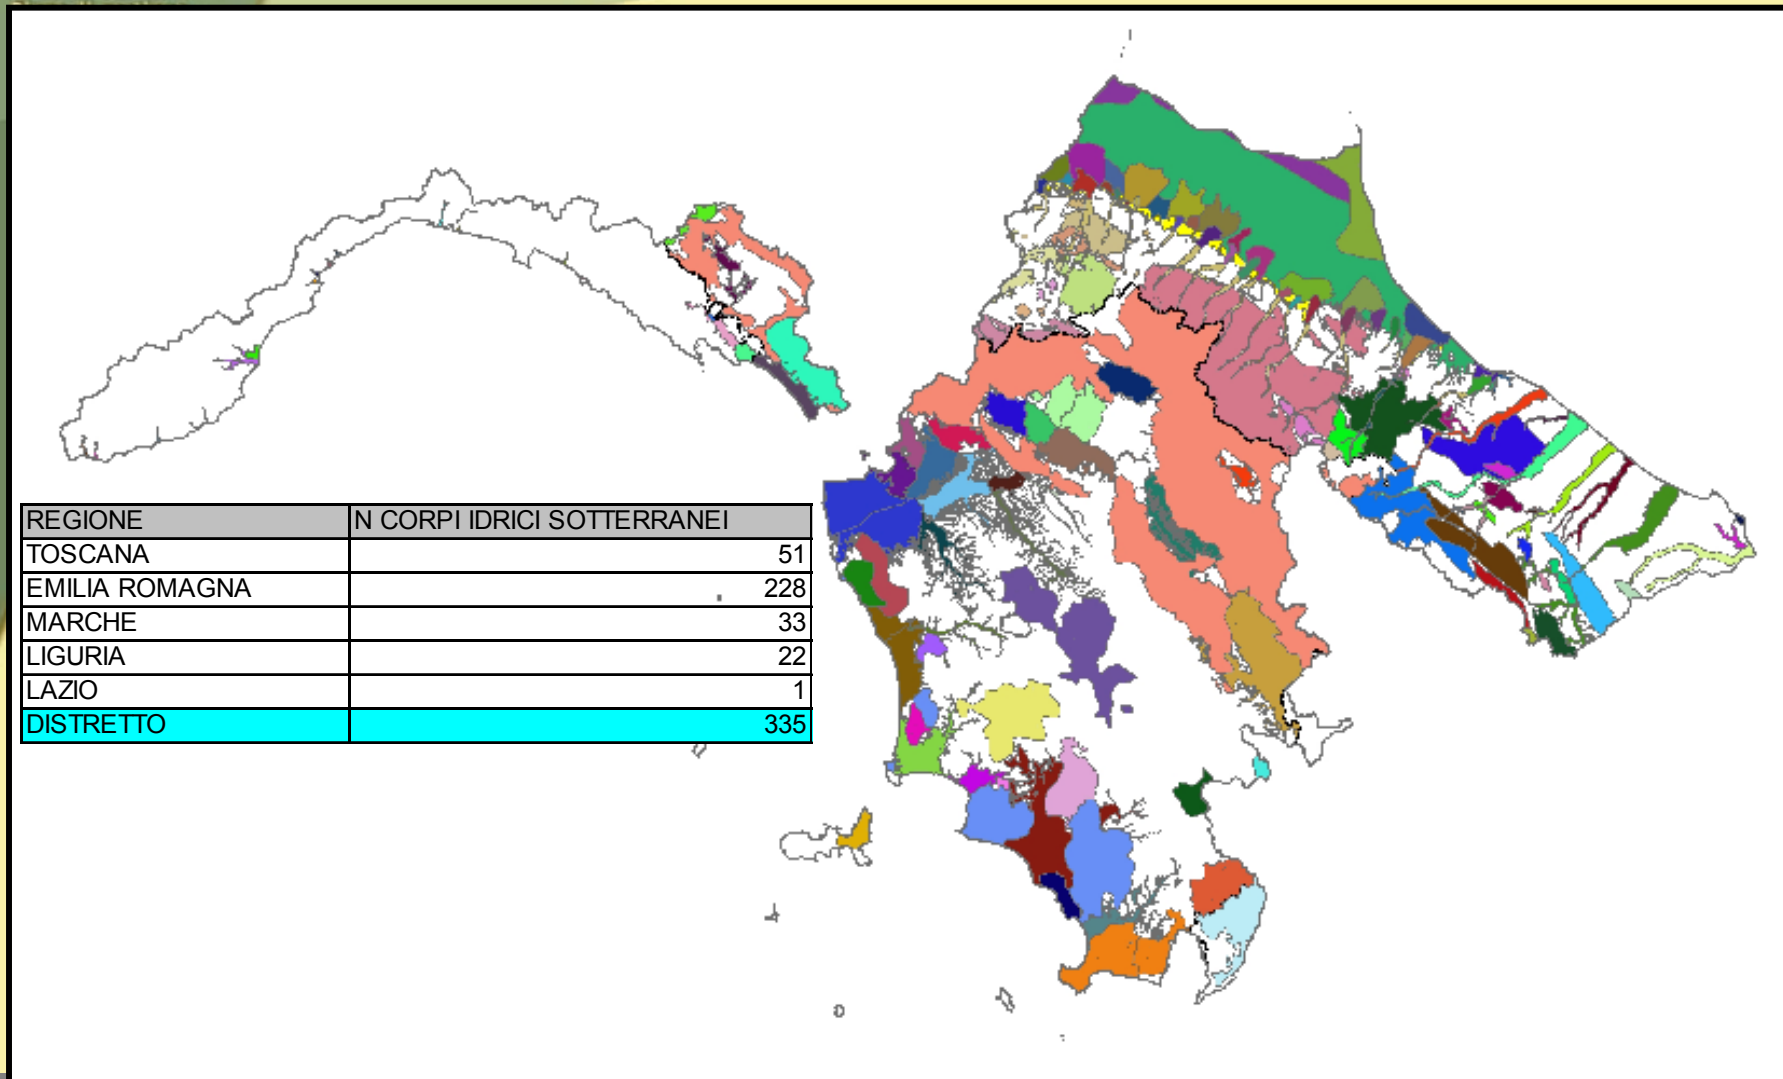 REGIONE N CORPI IDRICI SOTTERRANEI
TOSCANA 51
EMILIA ROMAGNA 228
MARCHE 33
LIGURIA 22
LAZIO 1
DISTRETTO 335